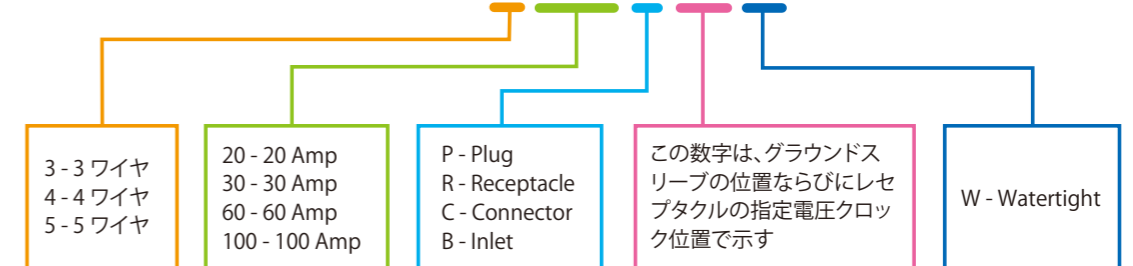 3 - 3 ワイヤ
4 - 4 ワイヤ
5 - 5 ワイヤ
20 - 20 Amp
30 - 30 Amp
60 - 60 Amp
100 - 100 Amp
P - Plug
R - Receptacle
C - Connector
B - Inlet
この数字は、グラウンドス
リーブの位置ならびにレセ
プタクルの指定電圧クロッ
ク位置で示す
W - Watertight